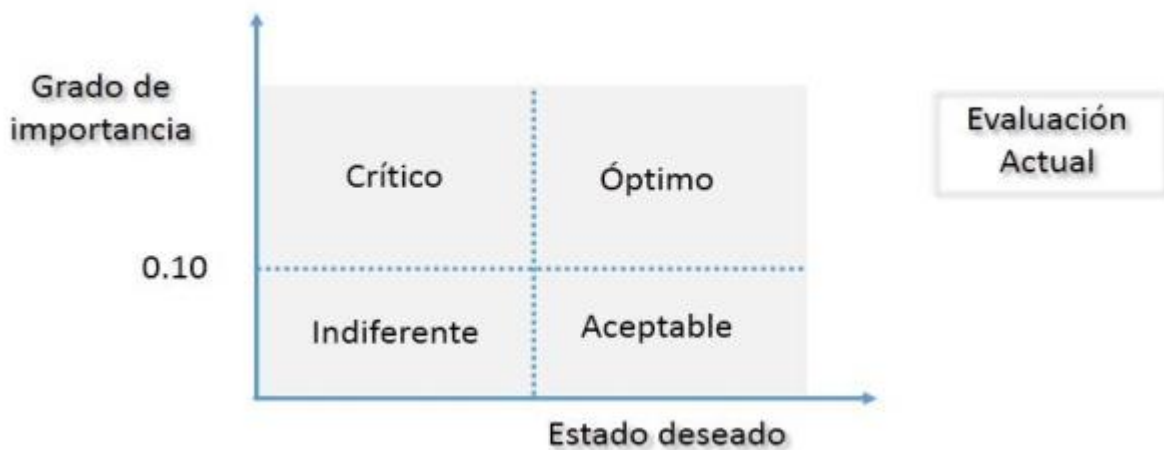 Grado de
importancia
Evaluación
Actual
Crítico
Óptimo
0.10
Indiferente
Aceptable
Estado deseado